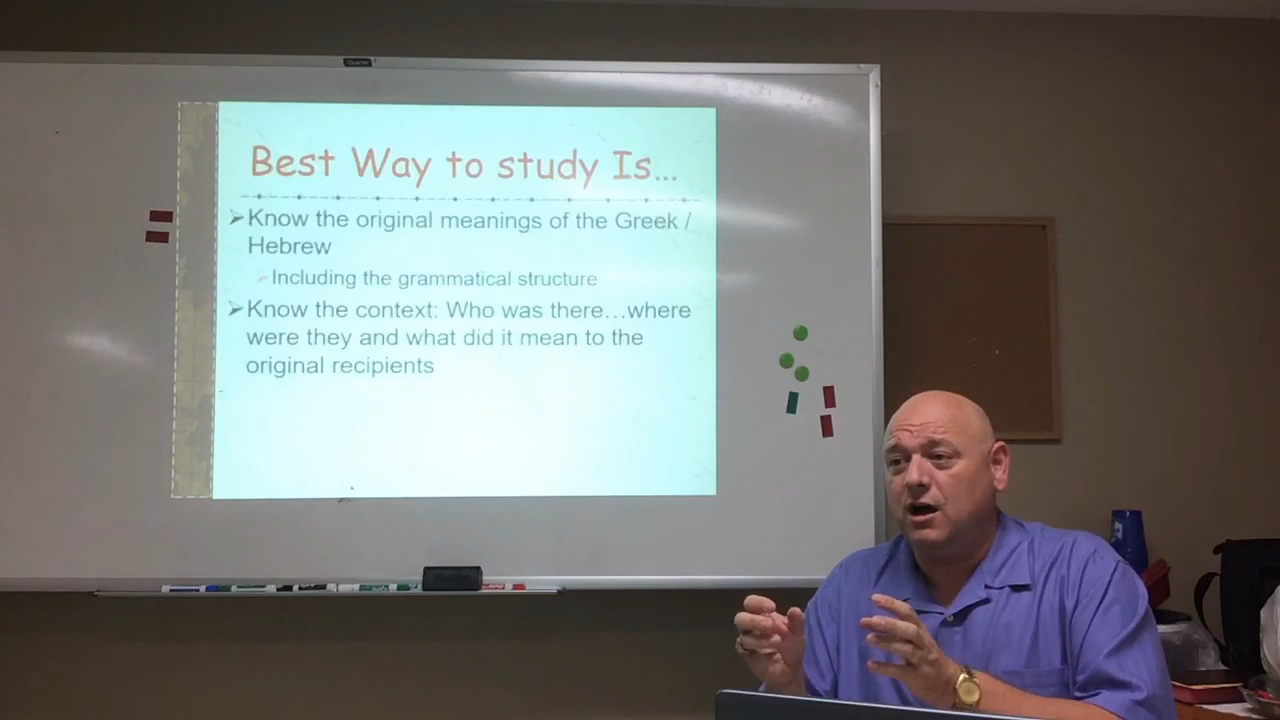 Best Way to study Is...
Know the original meanings of the Greek /
Hebrew
Including the grammatical structure
Know the context: Who was there...where
were they and what did it mean to the
original recipients